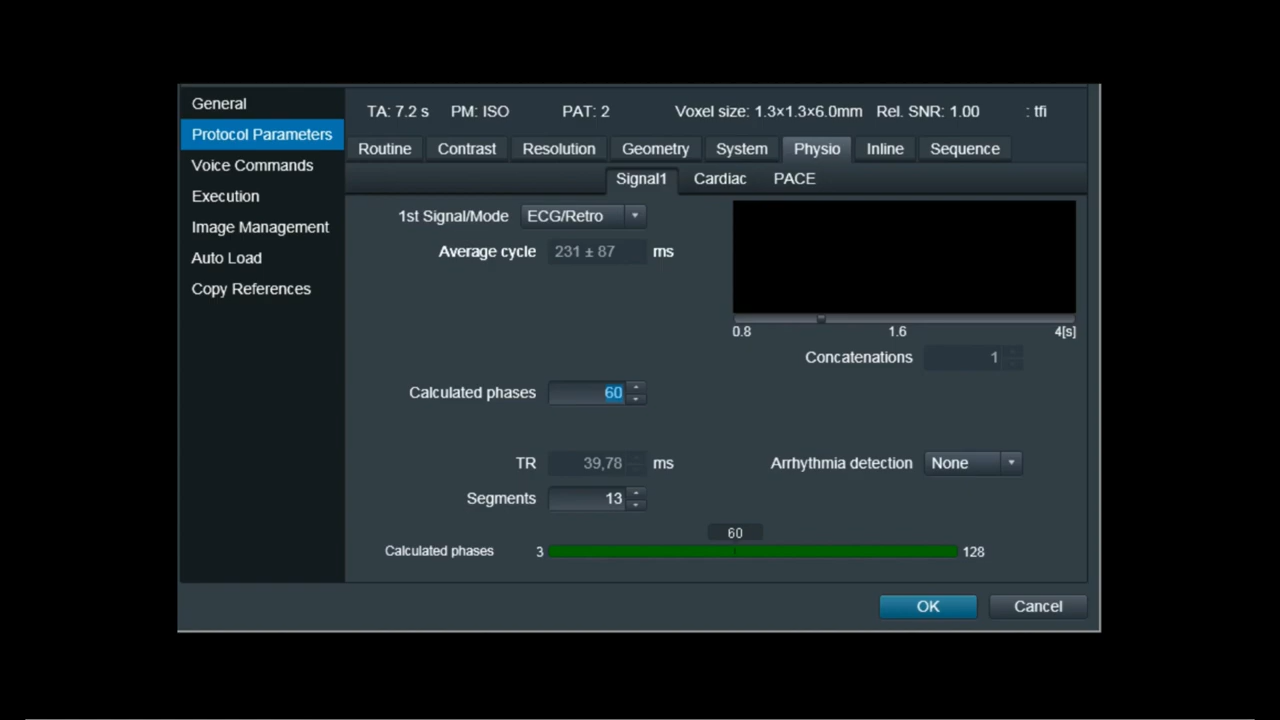 General
Protocol Parameters
Voice Commands
Execution
Image Management
Auto Load
Copy References
TA: 7.2 s PM: ISO PAT: 2 Voxel size: 1.3×1.3×6.0mm Rel. SNR: 1.00 : tfi
Routine Contrast Resolution Geometry System Physio Inline Sequence
Signal1 Cardiac PACE
1st Signal/Mode ECG/Retro
Average cycle 231 ± 87 ms
0.8 1.6 4[s]
Concatenations 1
Calculated phases 60
TR 39,78 ms Arrhythmia detection None
Segments 13
60
Calculated phases 3 128
OK Cancel